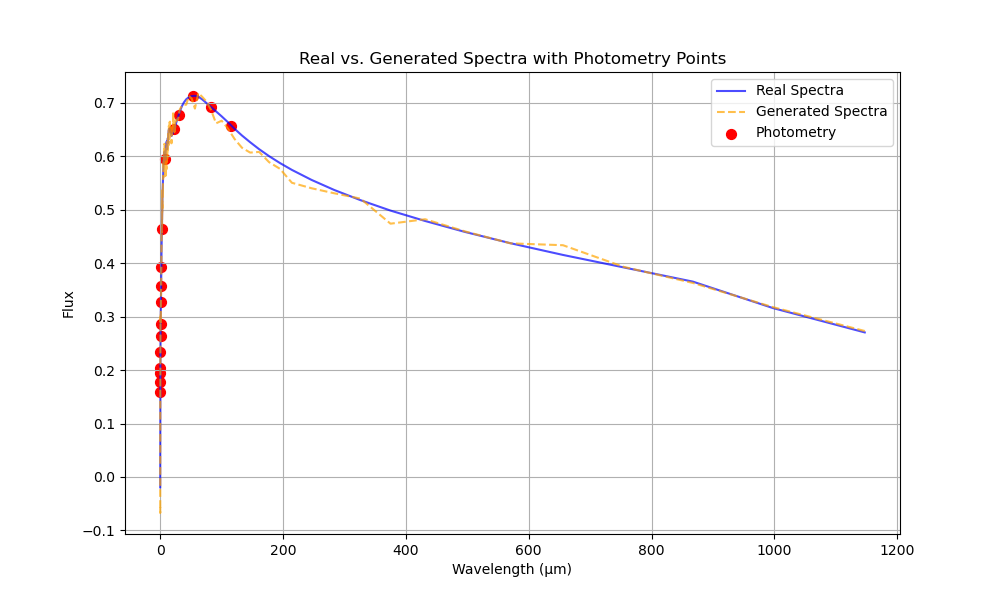 Real vs. Generated Spectra with Photometry Points
Real Spectra
Generated Spectra
Photometry
Flux
0.7
0.6
0.5
0.4
0.3
0.2
0.1
0.0
−0.1
0 200 400 600 800 1000 1200
Wavelength (μm)